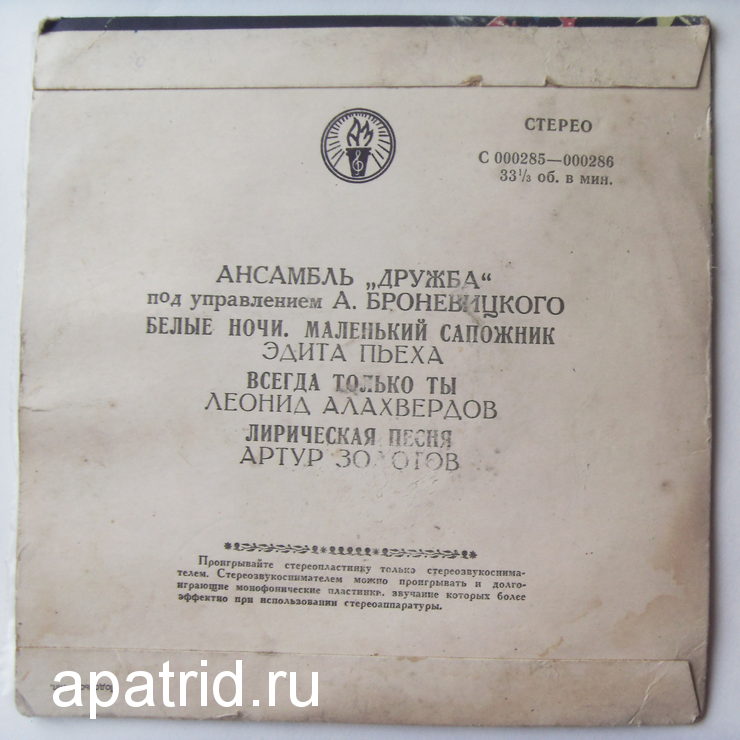 СТЕРЕО
С 000285—000286
33⅓ об. в мин.
АНСАМБЛЬ „ДРУЖБА“
под управлением А. БРОНЕВИЦКОГО
БЕЛЫЕ НОЧИ. МАЛЕНЬКИЙ САПОЖНИК
ЭДИТА ПЬЕХА
ВСЕГДА ТОЛЬКО ТЫ
ЛЕОНИД АЛАХВЕРДОВ
ЛИРИЧЕСКАЯ ПЕСНЯ
АРТУР ЗОЛОТОВ
Проигрывайте стереопластинку только стереозвукоснима-
телем. Стереозвукоснимателем можно проигрывать и долго-
играющие монофонические пластинки, звучание которых более
эффектно при использовании стереоаппаратуры.
apatrid.ru